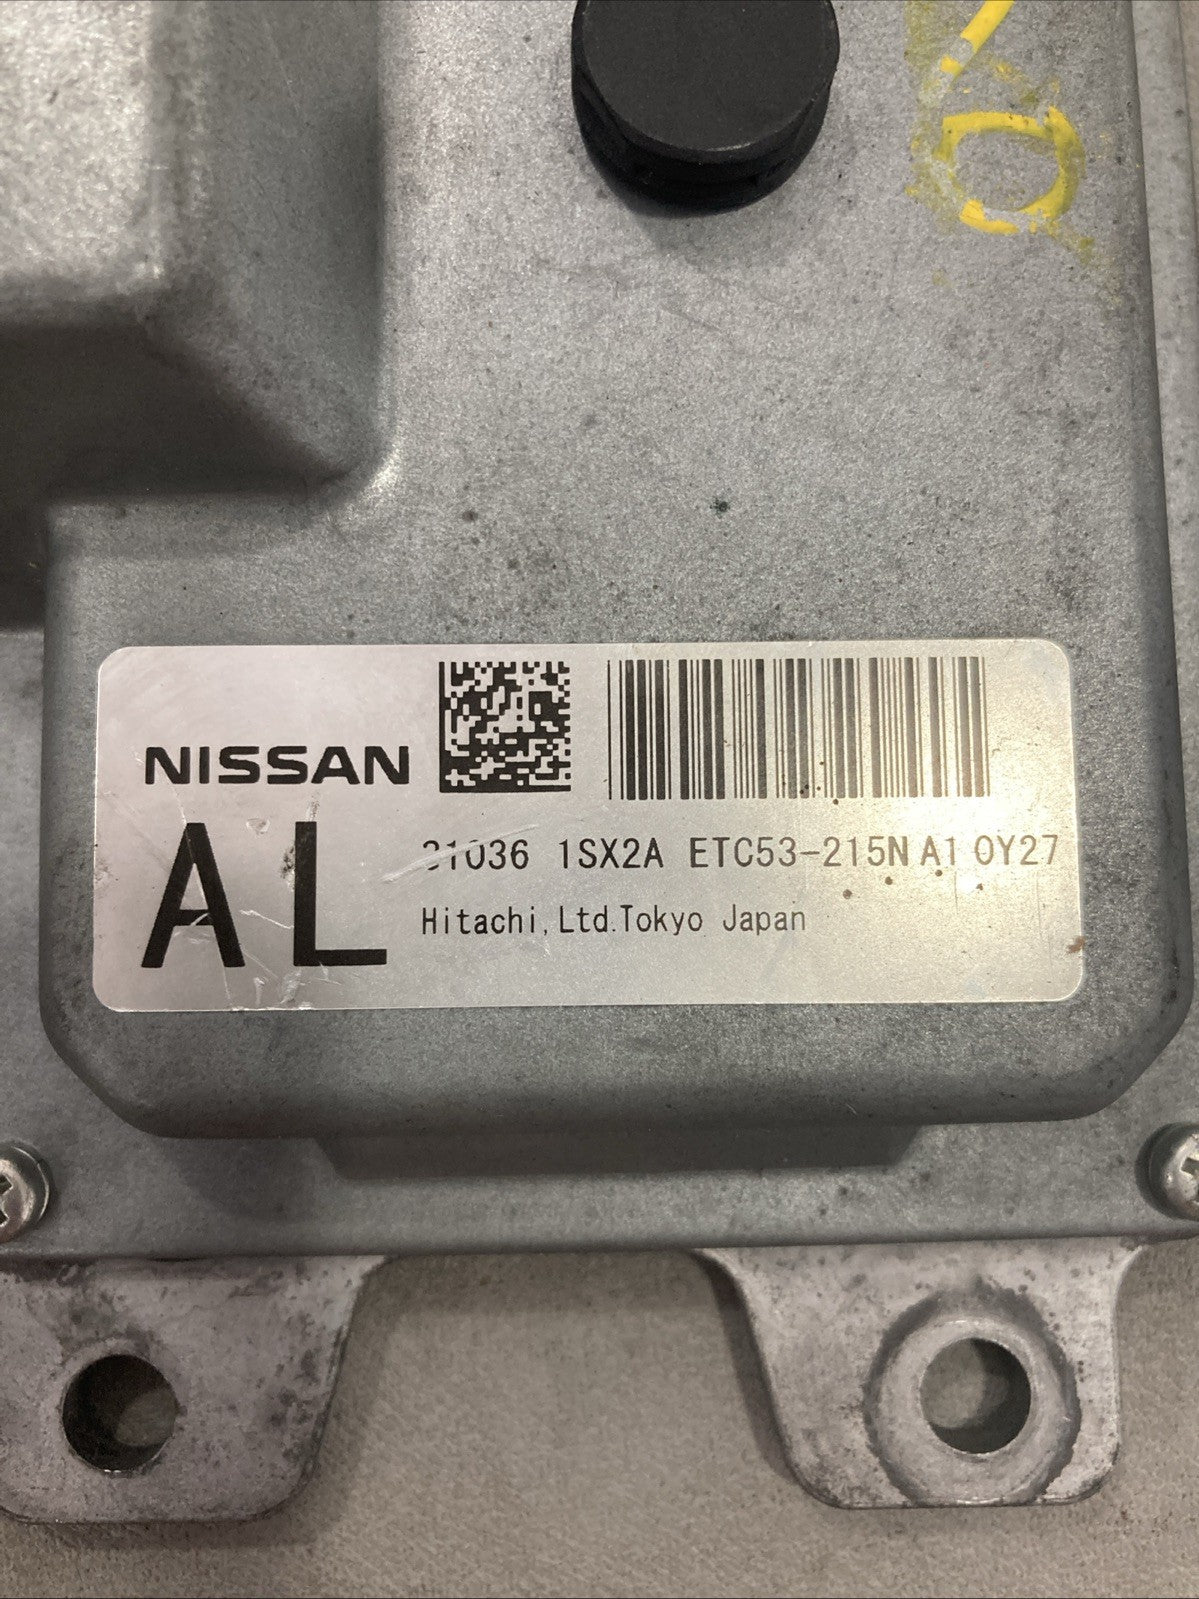 NISSAN
AL
31036 1SX2A ETC53-215N A1 0Y27
Hitachi,Ltd.Tokyo Japan